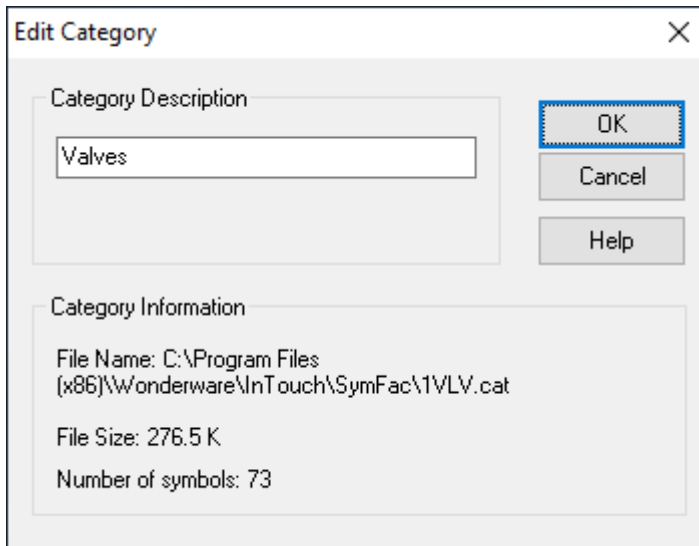 Edit Category
Category Description
Valves
OK
Cancel
Help
Category Information
File Name: C:\Program Files
(x86)\Wonderware\InTouch\SymFac\1VLV.cat
File Size: 276.5 K
Number of symbols: 73